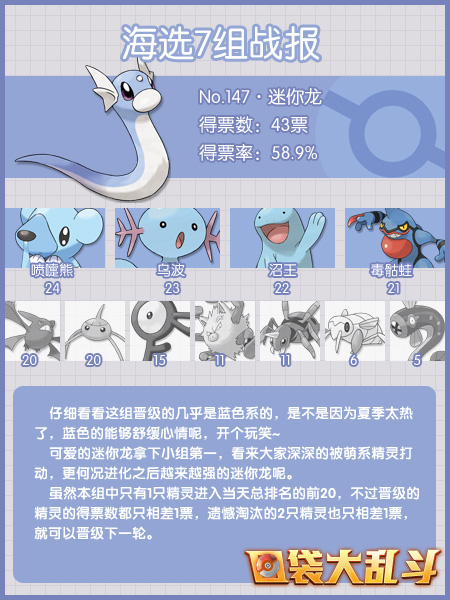 海选7组战报
No.147·迷你龙
得票数：43票
得票率：58.9%
喷嚏熊 乌波 沼王 毒骷蛙
24 23 22 21
20 20 15 11 11 6 5
仔细看看这组晋级的几乎是蓝色系的，是不是因为夏季太热
了，蓝色的能够舒缓心情呢，开个玩笑~
可爱的迷你龙拿下小组第一，看来大家深深的被萌系精灵打
动，更何况进化之后越来越强的迷你龙呢。
虽然本组中只有1只精灵进入当天总排名的前20，不过晋级的
精灵的得票数都只相差1票，遗憾淘汰的2只精灵也只相差1票，
就可以晋级下一轮。
口袋大乱斗